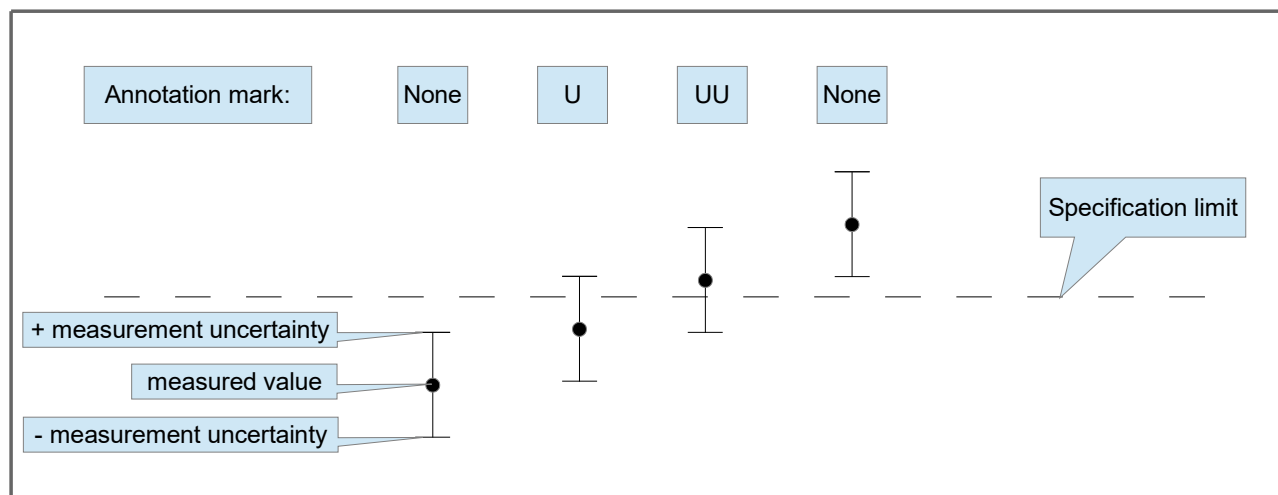 Annotation mark:
None
U
UU
None
Specification limit
+ measurement uncertainty
measured value
- measurement uncertainty